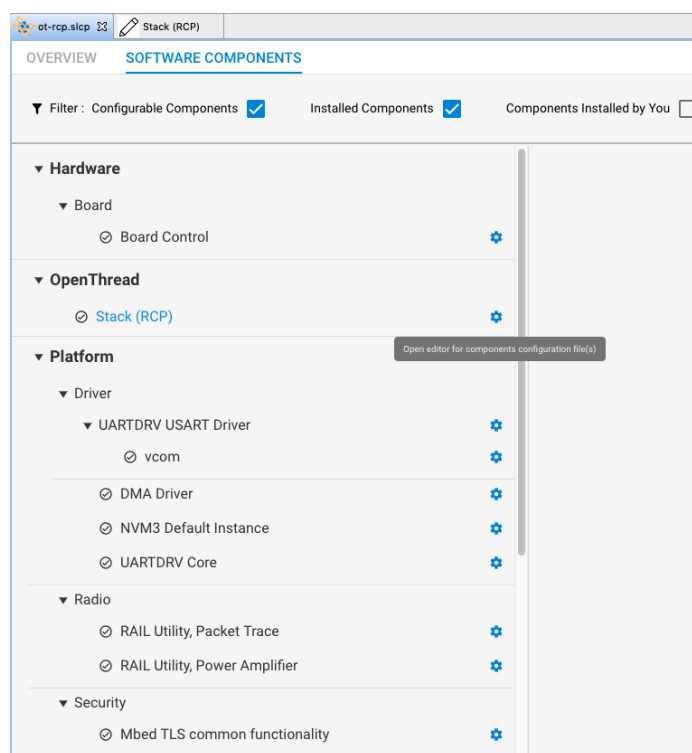 ot-rcp.slcp
Stack (RCP)
OVERVIEW SOFTWARE COMPONENTS
Filter : Configurable Components Installed Components Components Installed by You
Hardware
Board
Board Control
OpenThread
Stack (RCP)
Open editor for components configuration file(s)
Platform
Driver
UARTDRV USART Driver
vcom
DMA Driver
NVM3 Default Instance
UARTDRV Core
Radio
RAIL Utility, Packet Trace
RAIL Utility, Power Amplifier
Security
Mbed TLS common functionality